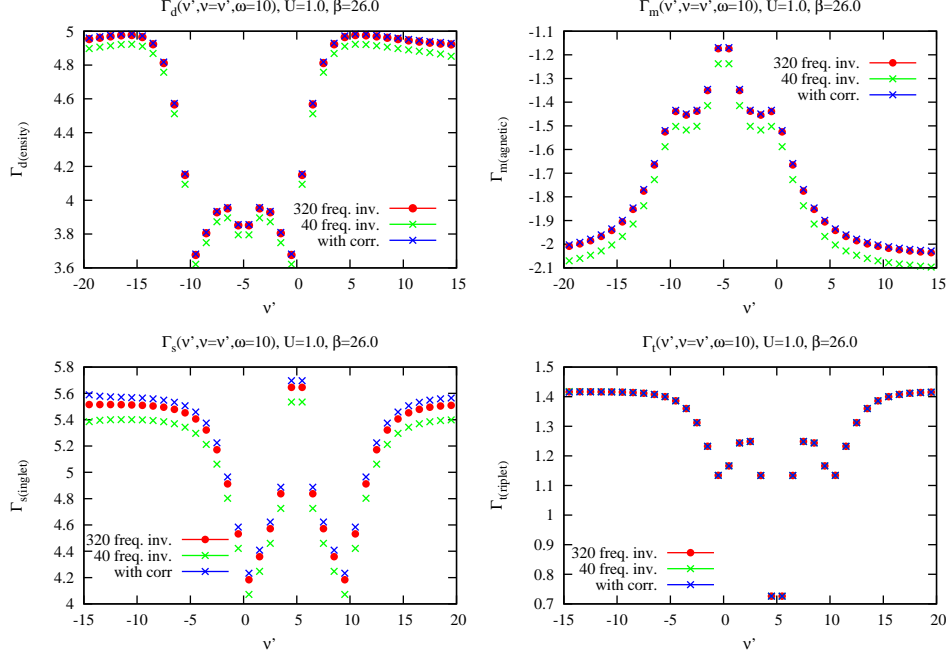 Γd(ν’,ν=ν’,ω=10), U=1.0, β=26.0
5
4.8
4.6
4.4
4.2
4
3.8
3.6
Γd(ensity)
320 freq. inv.
40 freq. inv.
with corr.
-20 -15 -10 -5 0 5 10 15
ν’
Γm(ν’,ν=ν’,ω=10), U=1.0, β=26.0
-1.1
-1.2
-1.3
-1.4
-1.5
-1.6
-1.7
-1.8
-1.9
-2
-2.1
Γm(agnetic)
320 freq. inv.
40 freq. inv.
with corr.
-20 -15 -10 -5 0 5 10 15
ν’
Γs(ν’,ν=ν’,ω=10), U=1.0, β=26.0
5.8
5.6
5.4
5.2
5
4.8
4.6
4.4
4.2
4
Γs(inglet)
320 freq. inv.
40 freq. inv.
with corr
-15 -10 -5 0 5 10 15 20
ν’
Γt(ν’,ν=ν’,ω=10), U=1.0, β=26.0
1.5
1.4
1.3
1.2
1.1
1
0.9
0.8
0.7
Γt(riplet)
320 freq. inv.
40 freq. inv.
with corr.
-15 -10 -5 0 5 10 15 20
ν’